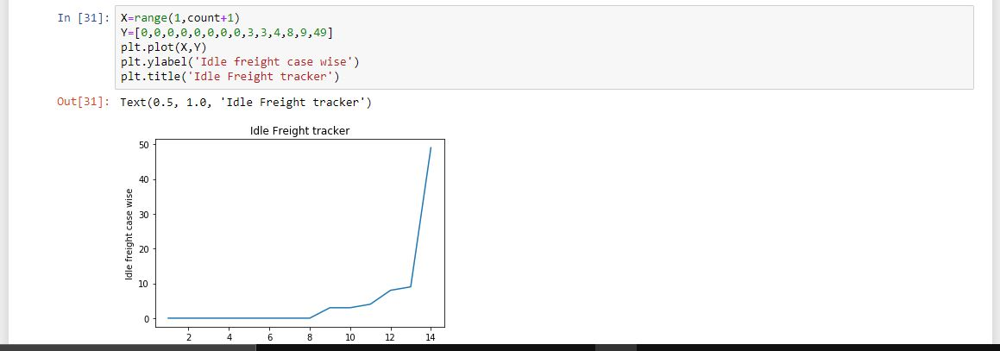 In [31]: X=range(1,count+1)
Y=[0,0,0,0,0,0,0,0,3,3,4,8,9,49]
plt.plot(X,Y)
plt.ylabel('Idle freight case wise')
plt.title('Idle Freight tracker')
Out[31]: Text(0.5, 1.0, 'Idle Freight tracker')
Idle Freight tracker
50
40
30
20
10
0
Idle freight case wise
2 4 6 8 10 12 14